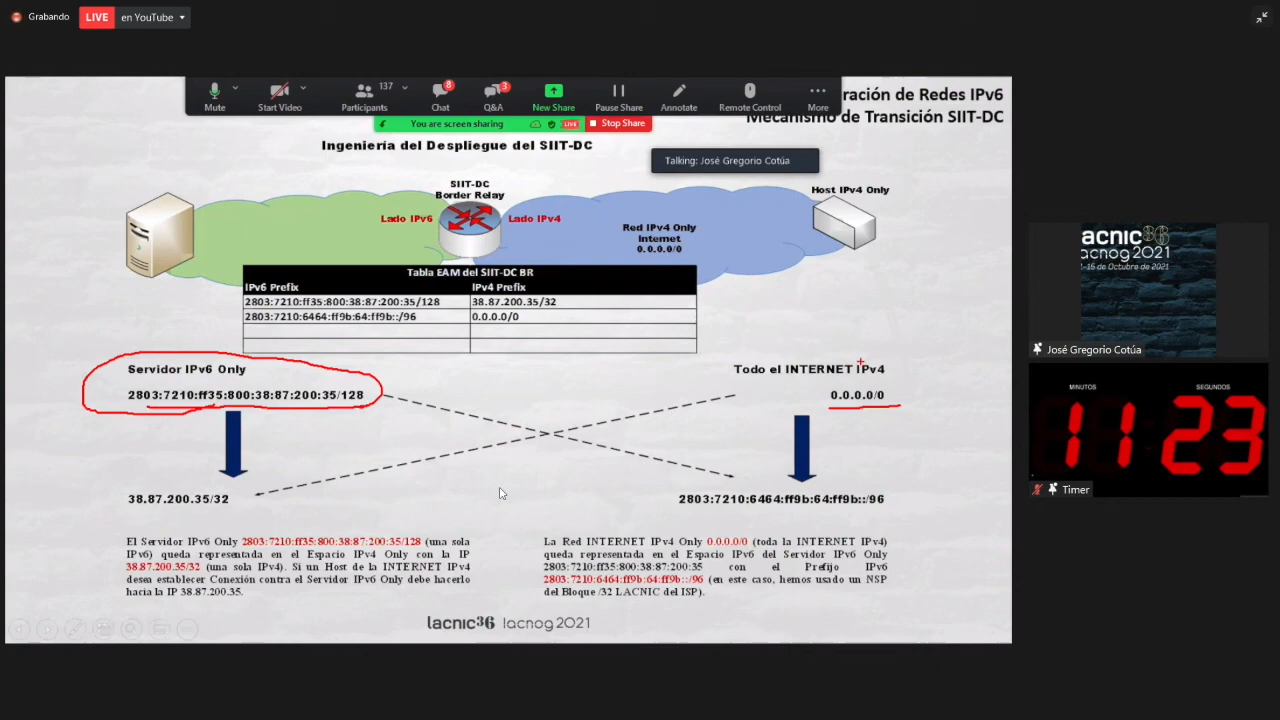 Grabando
LIVE en YouTube
ración de Redes IPv6
Mecanismo de Transición SIIT-DC
Mute
Start Video
137
Participants
8
Chat
3
Q&A
New Share
Pause Share
Annotate
Remote Control
More
You are screen sharing
LIVE
Stop Share
Ingeniería del Despliegue del SIIT-DC
Talking: José Gregorio Cotúa
SIIT-DC
Border Relay
Host IPv4 Only
Lado IPv6
Lado IPv4
Red IPv4 Only
Internet
0.0.0.0/0
Tabla EAM del SIIT-DC BR
IPv6 Prefix IPv4 Prefix
2803:7210:ff35:800:38:87:200:35/128 38.87.200.35/32
2803:7210:6464:ff9b:64:ff9b::/96 0.0.0.0/0
Servidor IPv6 Only
2803:7210:ff35:800:38:87:200:35/128
Todo el INTERNET IPv4
0.0.0.0/0
38.87.200.35/32
2803:7210:6464:ff9b:64:ff9b::/96
El Servidor IPv6 Only 2803:7210:ff35:800:38:87:200:35/128 (una sola
IPv6) queda representada en el Espacio IPv4 Only con la IP
38.87.200.35/32 (una sola IPv4). Si un Host de la INTERNET IPv4
desea establecer Conexión contra el Servidor IPv6 Only debe hacerlo
hacia la IP 38.87.200.35.
La Red INTERNET IPv4 Only 0.0.0.0/0 (toda la INTERNET IPv4)
queda representada en el Espacio IPv6 del Servidor IPv6 Only
2803:7210:ff35:800:38:87:200:35 con el Prefijo IPv6
2803:7210:6464:ff9b:64:ff9b::/96 (en este caso, hemos usado un NSP
del Bloque /32 LACNIC del ISP).
lacnic36 lacnog2021
acnic36
acnog2021
1-15 de Octubre de 2021
José Gregorio Cotúa
MINUTOS
SEGUNDOS
11 23
Timer